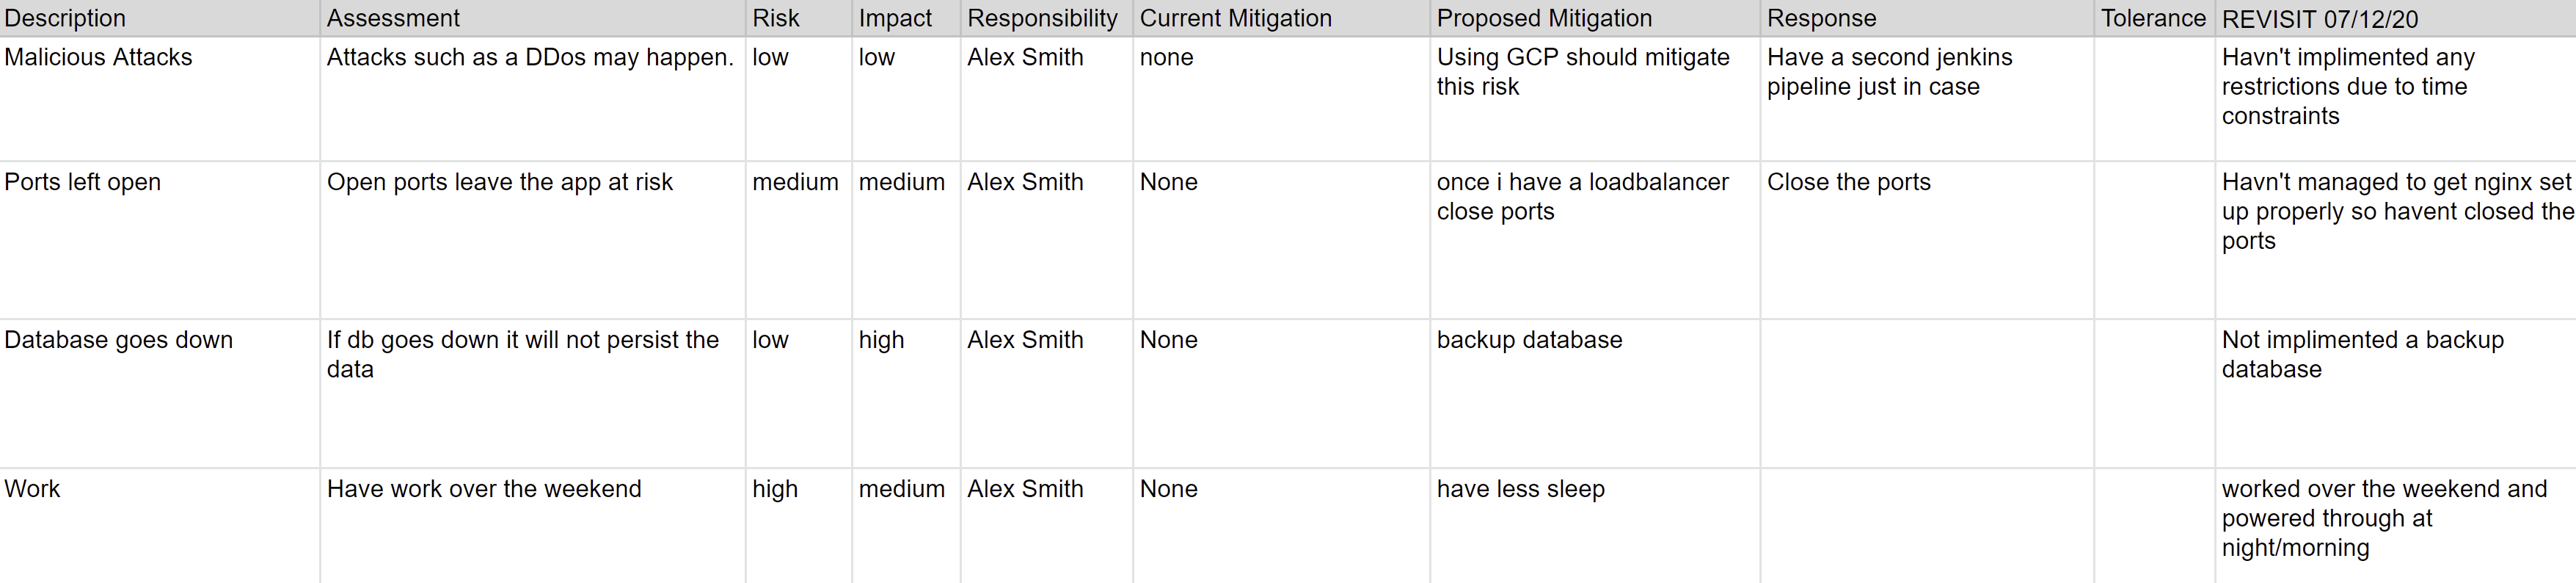 Description Assessment Risk Impact Responsibility Current Mitigation Proposed Mitigation Response Tolerance REVISIT 07/12/20
Malicious Attacks Attacks such as a DDos may happen. low low Alex Smith none Using GCP should mitigate Have a second jenkins Havn't implimented any
this risk pipeline just in case restrictions due to time
constraints
Ports left open Open ports leave the app at risk medium medium Alex Smith None once i have a loadbalancer Close the ports Havn't managed to get nginx set
close ports up properly so havent closed the
ports
Database goes down If db goes down it will not persist the low high Alex Smith None backup database Not implimented a backup
data database
Work Have work over the weekend high medium Alex Smith None have less sleep worked over the weekend and
powered through at
night/morning